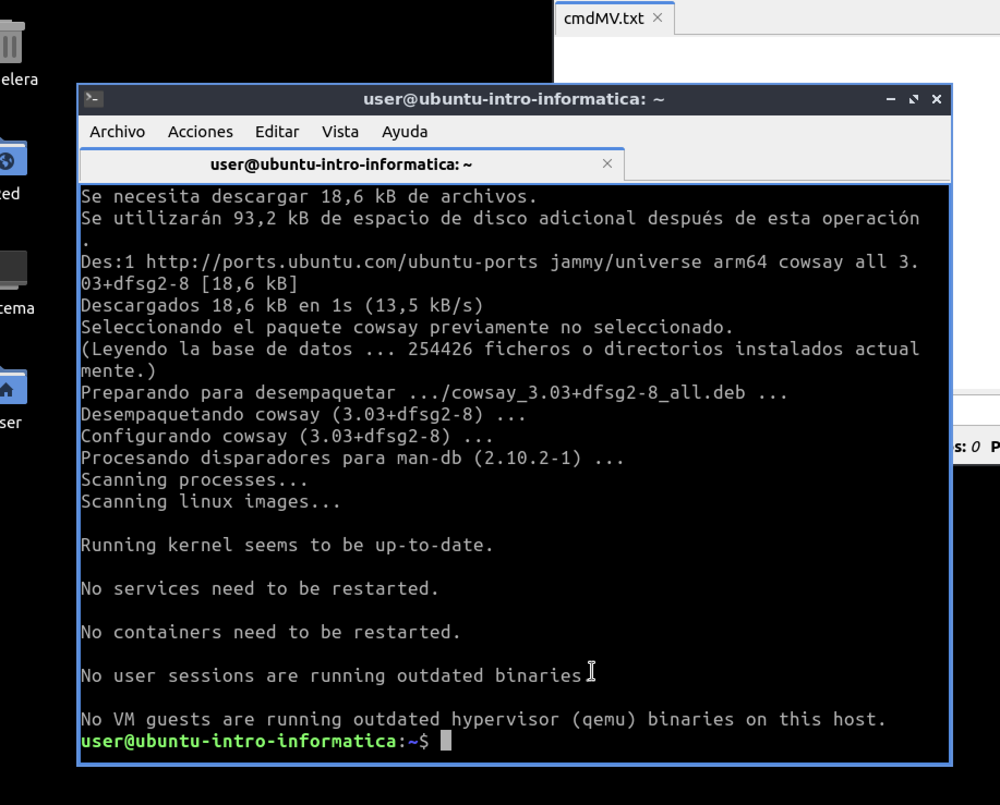 cmdMV.txt
elera
user@ubuntu-intro-informatica: ~
Archivo Acciones Editar Vista Ayuda
user@ubuntu-intro-informatica: ~
Se necesita descargar 18,6 kB de archivos.
Se utilizarán 93,2 kB de espacio de disco adicional después de esta operación
.
Des:1 http://ports.ubuntu.com/ubuntu-ports jammy/universe arm64 cowsay all 3.
03+dfsg2-8 [18,6 kB]
Descargados 18,6 kB en 1s (13,5 kB/s)
Seleccionando el paquete cowsay previamente no seleccionado.
(Leyendo la base de datos ... 254426 ficheros o directorios instalados actual
mente.)
Preparando para desempaquetar .../cowsay_3.03+dfsg2-8_all.deb ...
Desempaquetando cowsay (3.03+dfsg2-8) ...
Configurando cowsay (3.03+dfsg2-8) ...
Procesando disparadores para man-db (2.10.2-1) ...
Scanning processes...
Scanning linux images...
Running kernel seems to be up-to-date.
No services need to be restarted.
No containers need to be restarted.
No user sessions are running outdated binaries.
No VM guests are running outdated hypervisor (qemu) binaries on this host.
user@ubuntu-intro-informatica:~$
ed
tema
ser
s: 0 P